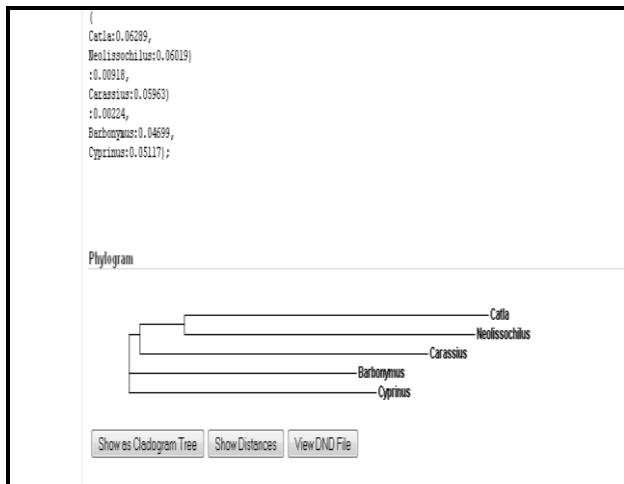 (
Catla:0.06289,
Neolissochilus:0.06019)
:0.00918,
Carassius:0.05963)
:0.00224,
Barbonymus:0.04699,
Cyprinus:0.05117);
Phylogram
Catla
Neolissochilus
Carassius
Barbonymus
Cyprinus
Show as Cladogram Tree Show Distances View DND File